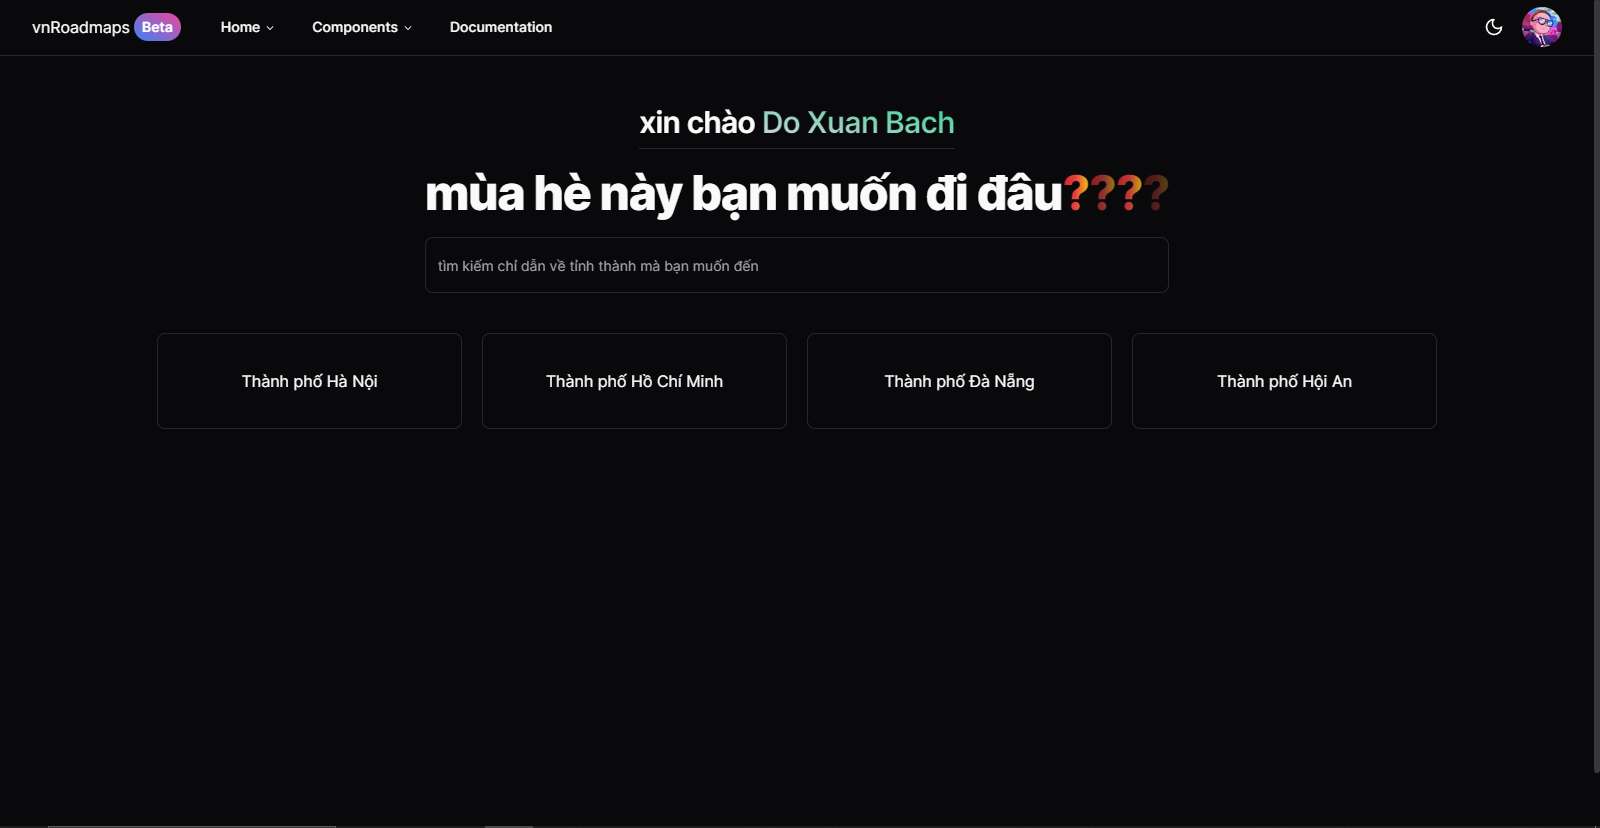 vnRoadmaps Beta Home Components Documentation
xin chào Do Xuan Bach
mùa hè này bạn muốn đi đâu????
tìm kiếm chỉ dẫn về tỉnh thành mà bạn muốn đến
Thành phố Hà Nội Thành phố Hồ Chí Minh Thành phố Đà Nẵng Thành phố Hội An